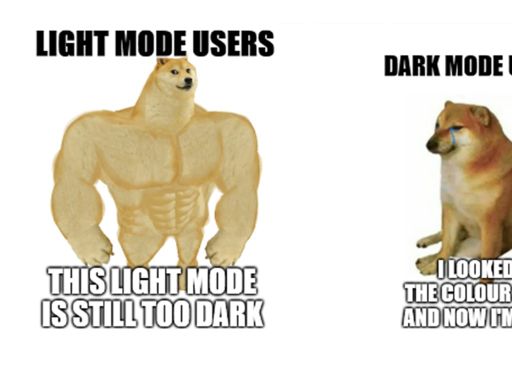 LIGHT MODE USERS
THIS LIGHT MODE
IS STILL TOO DARK
DARK MODE
I LOOKED
THE COLOUR
AND NOW I'M